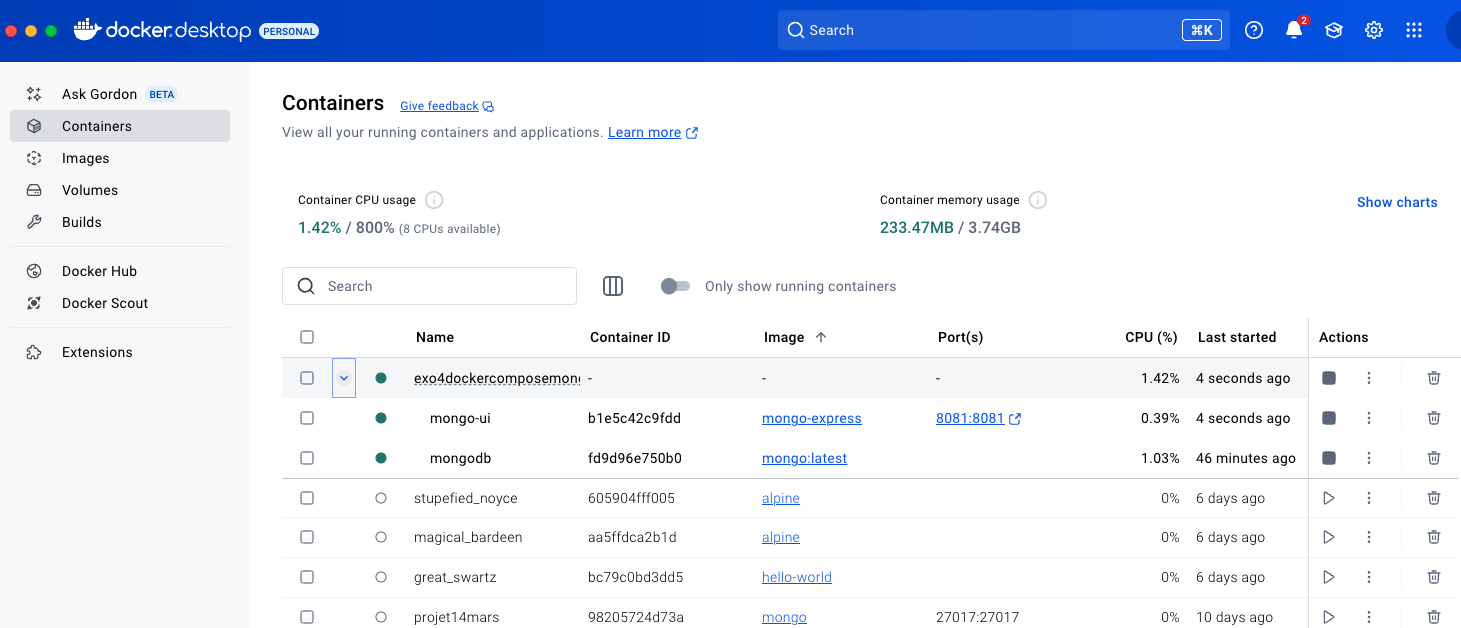 docker.desktop PERSONAL
Search ⌘K
2
Ask Gordon BETA
Containers
Images
Volumes
Builds
Docker Hub
Docker Scout
Extensions
Containers Give feedback
View all your running containers and applications. Learn more
Container CPU usage
1.42% / 800% (8 CPUs available)
Container memory usage
233.47MB / 3.74GB
Show charts
Search
Only show running containers
Name Container ID Image ↑ Port(s) CPU (%) Last started Actions
exo4dockercomposemon - - - 1.42% 4 seconds ago
mongo-ui b1e5c42c9fdd mongo-express 8081:8081 0.39% 4 seconds ago
mongodb fd9d96e750b0 mongo:latest 1.03% 46 minutes ago
stupefied_noyce 605904fff005 alpine 0% 6 days ago
magical_bardeen aa5ffdca2b1d alpine 0% 6 days ago
great_swartz bc79c0bd3dd5 hello-world 0% 6 days ago
projet14mars 98205724d73a mongo 27017:27017 0% 10 days ago